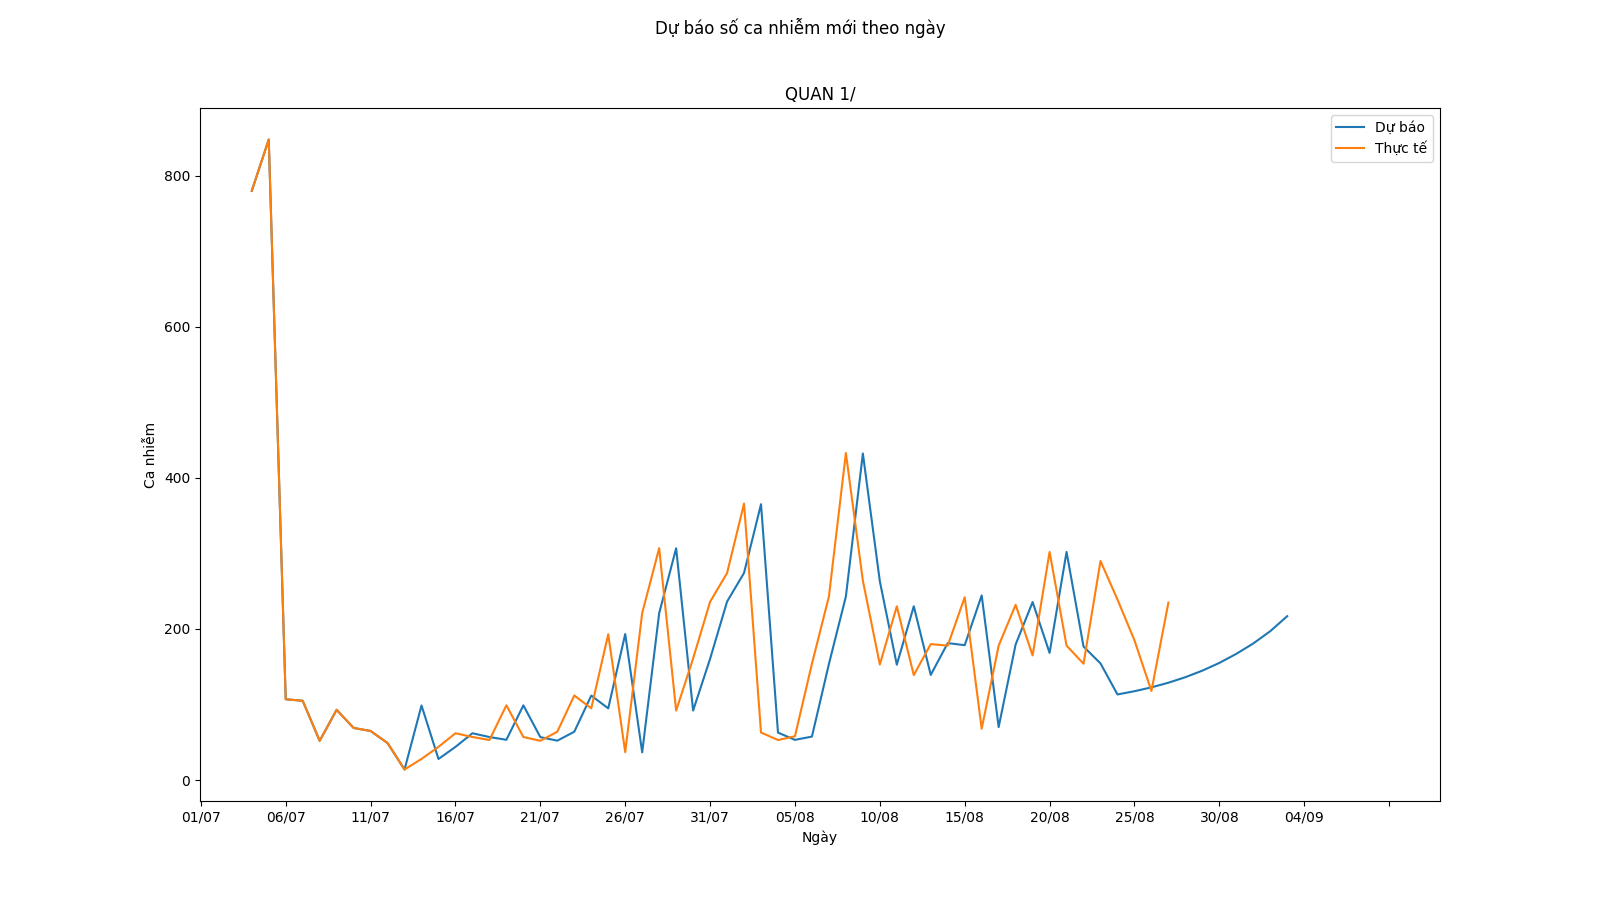 Dự báo số ca nhiễm mới theo ngày
QUAN 1/
Dự báo
Thực tế
800
600
400
200
0
Ca nhiễm
01/07 06/07 11/07 16/07 21/07 26/07 31/07 05/08 10/08 15/08 20/08 25/08 30/08 04/09
Ngày